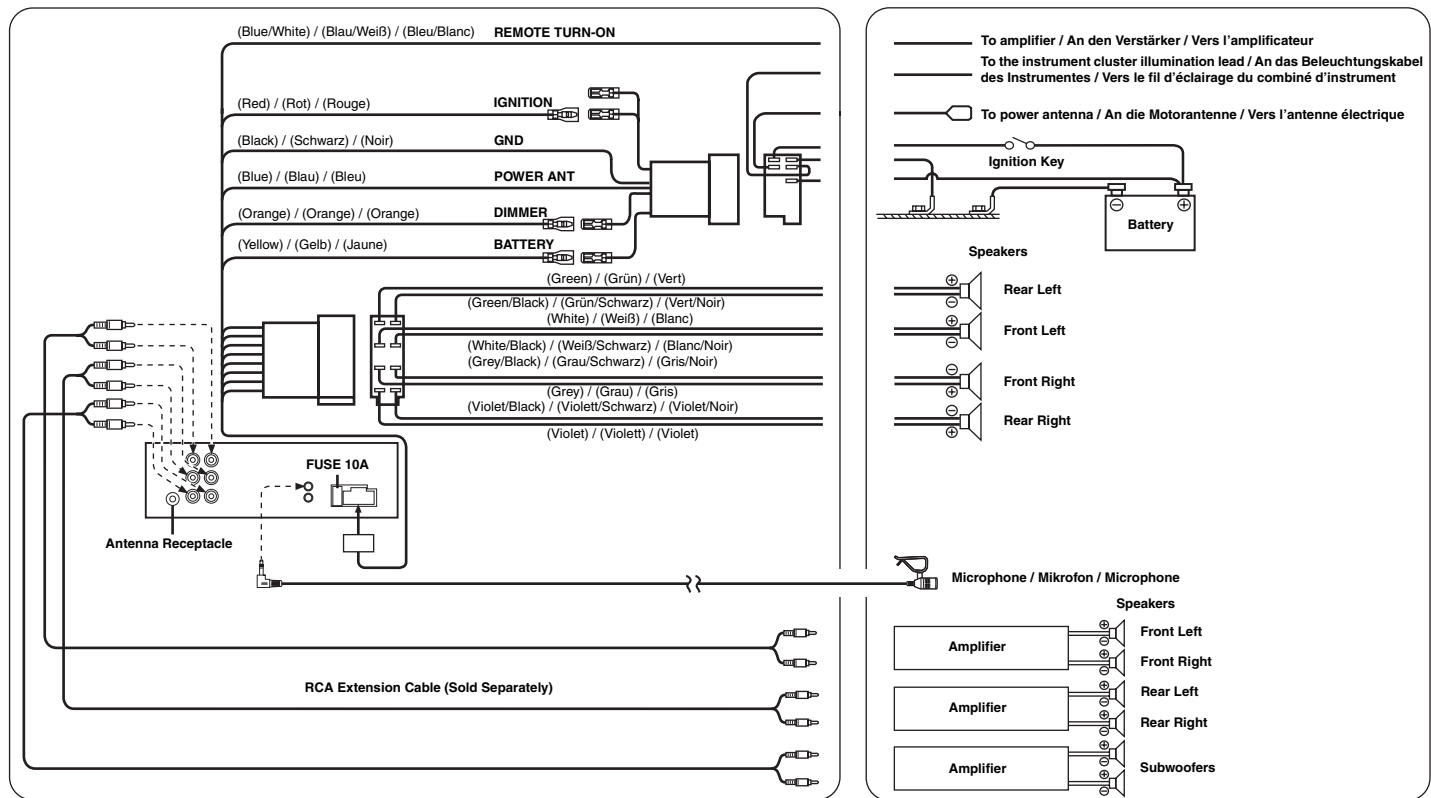 (Blue/White) / (Blau/Weiß) / (Bleu/Blanc) REMOTE TURN-ON
(Red) / (Rot) / (Rouge) IGNITION
(Black) / (Schwarz) / (Noir) GND
(Blue) / (Blau) / (Bleu) POWER ANT
(Orange) / (Orange) / (Orange) DIMMER
(Yellow) / (Gelb) / (Jaune) BATTERY
(Green) / (Grün) / (Vert)
(Green/Black) / (Grün/Schwarz) / (Vert/Noir)
(White) / (Weiß) / (Blanc)
(White/Black) / (Weiß/Schwarz) / (Blanc/Noir)
(Grey/Black) / (Grau/Schwarz) / (Gris/Noir)
(Grey) / (Grau) / (Gris)
(Violet/Black) / (Violett/Schwarz) / (Violet/Noir)
(Violet) / (Violett) / (Violet)
FUSE 10A
Antenna Receptacle
RCA Extension Cable (Sold Separately)
To amplifier / An den Verstärker / Vers l'amplificateur
To the instrument cluster illumination lead / An das Beleuchtungskabel
des Instrumentes / Vers le fil d'éclairage du combiné d'instrument
To power antenna / An die Motorantenne / Vers l'antenne électrique
Ignition Key
⊖ ⊕
Battery
Speakers
⊕
Rear Left
⊖
⊕
Front Left
⊖
⊖
Front Right
⊕
⊖
Rear Right
⊕
Microphone / Mikrofon / Microphone
Speakers
⊕
Front Left
Amplifier
⊖
⊕
Front Right
⊖
⊕
Rear Left
Amplifier
⊖
⊕
Rear Right
⊖
⊕
Amplifier
⊖
Subwoofers
⊕
⊖